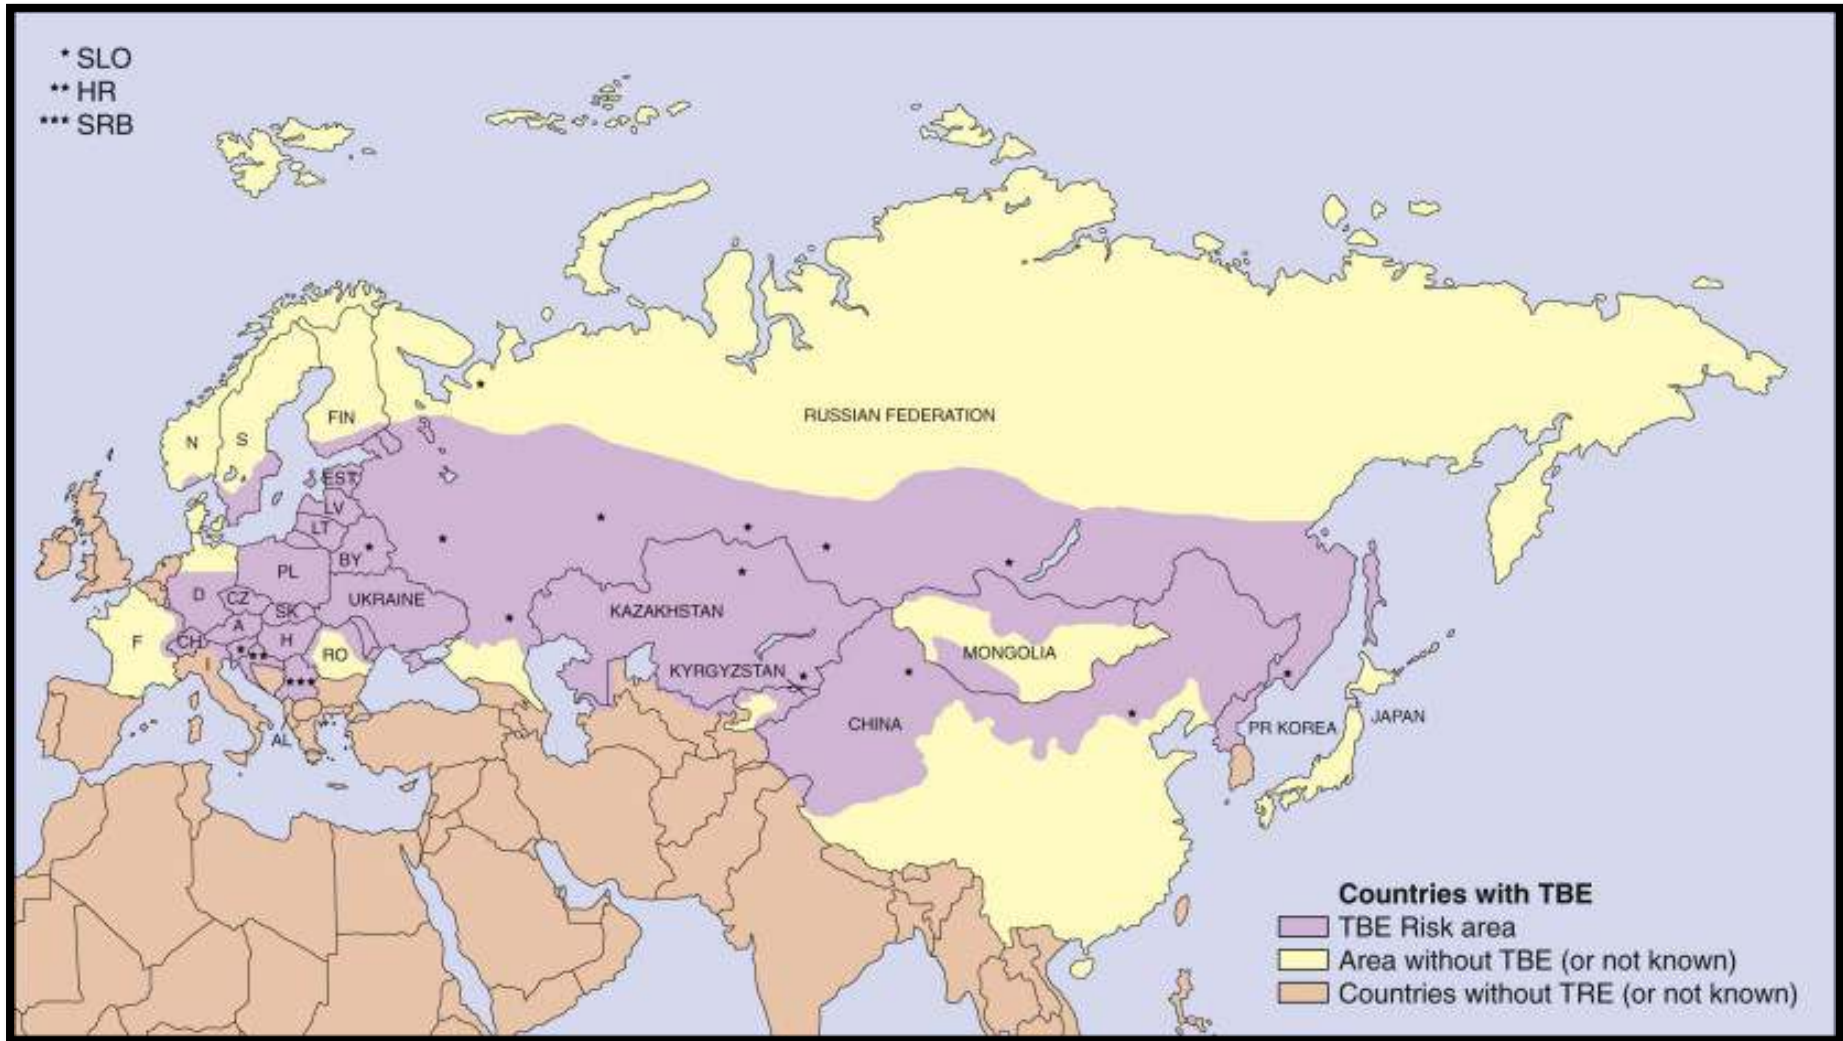 * SLO
** HR
*** SRB
RUSSIAN FEDERATION
FIN
N
S
EST
LV
LT
BY
PL
D
CZ
SK
UKRAINE
KAZAKHSTAN
A
F
CH
H
RO
MONGOLIA
I
**
***
KYRGYZSTAN
CHINA
AL
PR KOREA
JAPAN
Countries with TBE
TBE Risk area
Area without TBE (or not known)
Countries without TRE (or not known)